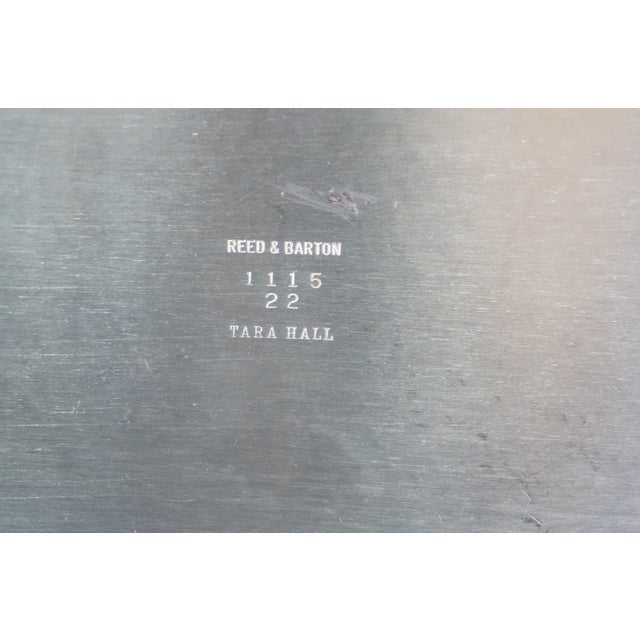 REED & BARTON
1115
22
TARA HALL